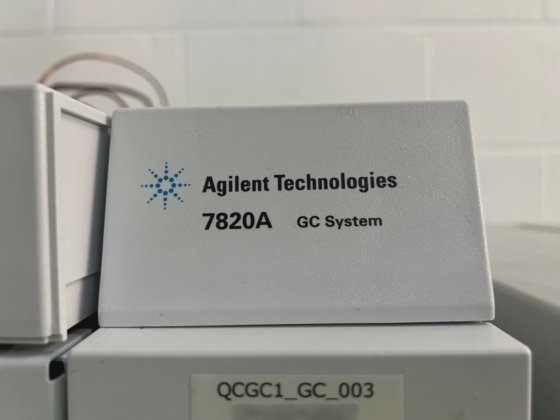 Agilent Technologies
7820A GC System
QCGC1_GC_003